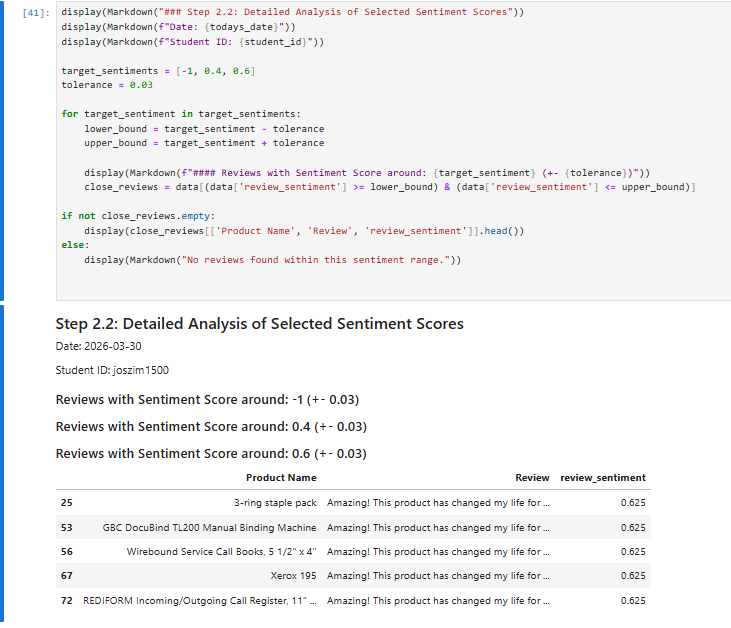 [41]:
display(Markdown("### Step 2.2: Detailed Analysis of Selected Sentiment Scores"))
display(Markdown(f"Date: {todays_date}"))
display(Markdown(f"Student ID: {student_id}"))

target_sentiments = [-1, 0.4, 0.6]
tolerance = 0.03

for target_sentiment in target_sentiments:
    lower_bound = target_sentiment - tolerance
    upper_bound = target_sentiment + tolerance

    display(Markdown(f"#### Reviews with Sentiment Score around: {target_sentiment} (+- {tolerance})"))
    close_reviews = data[(data['review_sentiment'] >= lower_bound) & (data['review_sentiment'] <= upper_bound)]

if not close_reviews.empty:
    display(close_reviews[['Product Name', 'Review', 'review_sentiment']].head())
else:
    display(Markdown("No reviews found within this sentiment range."))

Step 2.2: Detailed Analysis of Selected Sentiment Scores
Date: 2026-03-30
Student ID: joszim1500
Reviews with Sentiment Score around: -1 (+- 0.03)
Reviews with Sentiment Score around: 0.4 (+- 0.03)
Reviews with Sentiment Score around: 0.6 (+- 0.03)
Product Name Review review_sentiment
25 3-ring staple pack Amazing! This product has changed my life for ... 0.625
53 GBC DocuBind TL200 Manual Binding Machine Amazing! This product has changed my life for ... 0.625
56 Wirebound Service Call Books, 5 1/2" x 4" Amazing! This product has changed my life for ... 0.625
67 Xerox 195 Amazing! This product has changed my life for ... 0.625
72 REDIFORM Incoming/Outgoing Call Register, 11" ... Amazing! This product has changed my life for ... 0.625